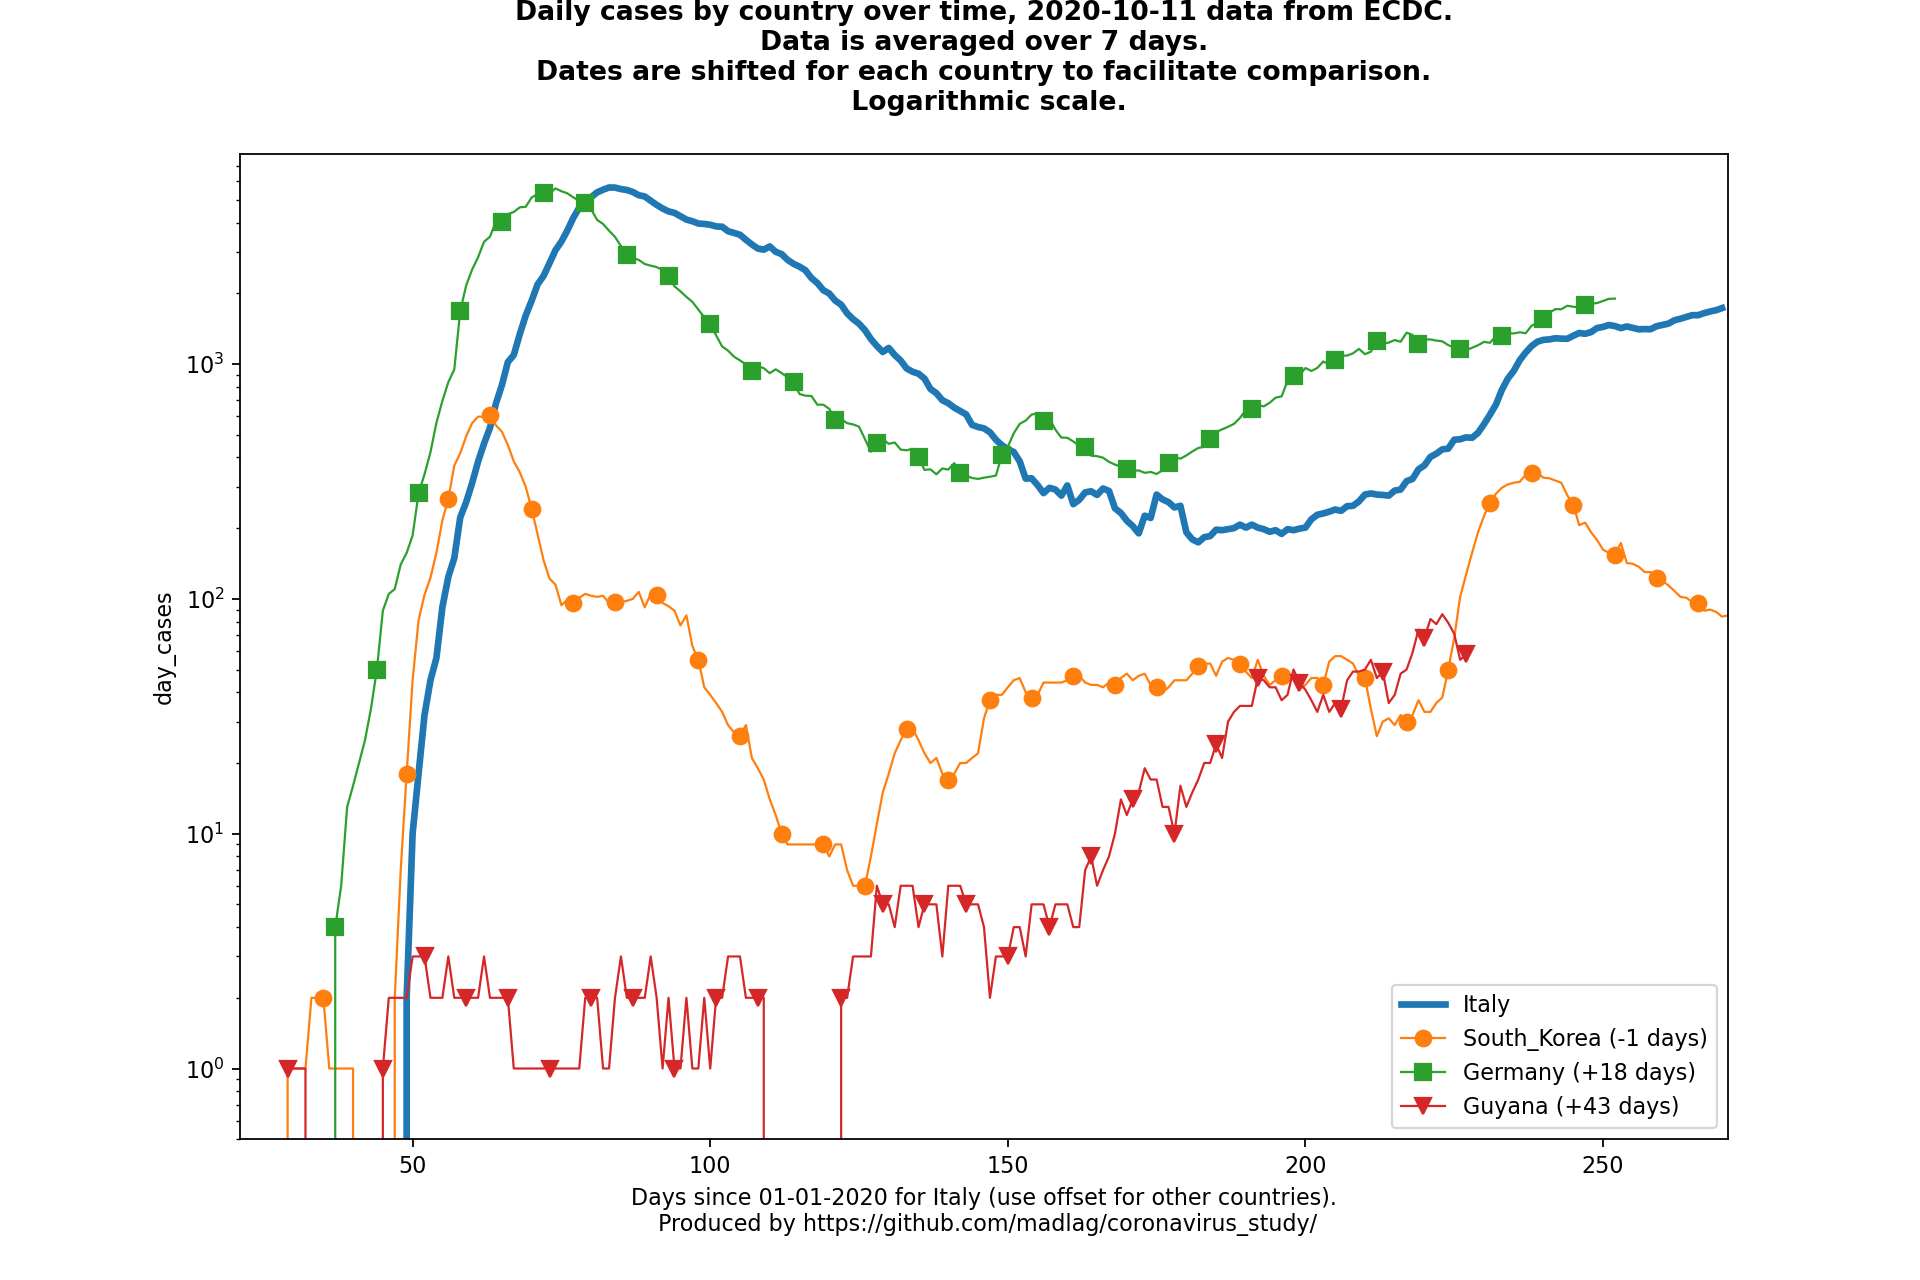 Daily cases by country over time, 2020-10-11 data from ECDC.
Data is averaged over 7 days.
Dates are shifted for each country to facilitate comparison.
Logarithmic scale.
day_cases
10³
10²
10¹
10⁰
Italy
South_Korea (-1 days)
Germany (+18 days)
Guyana (+43 days)
50 100 150 200 250
Days since 01-01-2020 for Italy (use offset for other countries).
Produced by https://github.com/madlag/coronavirus_study/